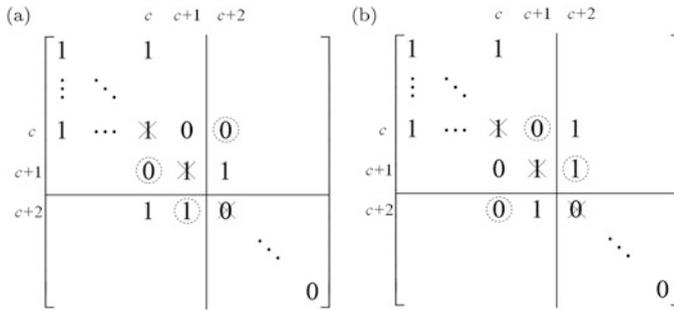 (a) c c+1 c+2
1 1
⋮ ⋱
c 1 ⋯ 1 0 0
c+1 0 1 1
c+2 1 1 0
⋱
0
(b) c c+1 c+2
1 1
⋮ ⋱
c 1 ⋯ 1 0 1
c+1 0 1 1
c+2 0 1 0
⋱
0